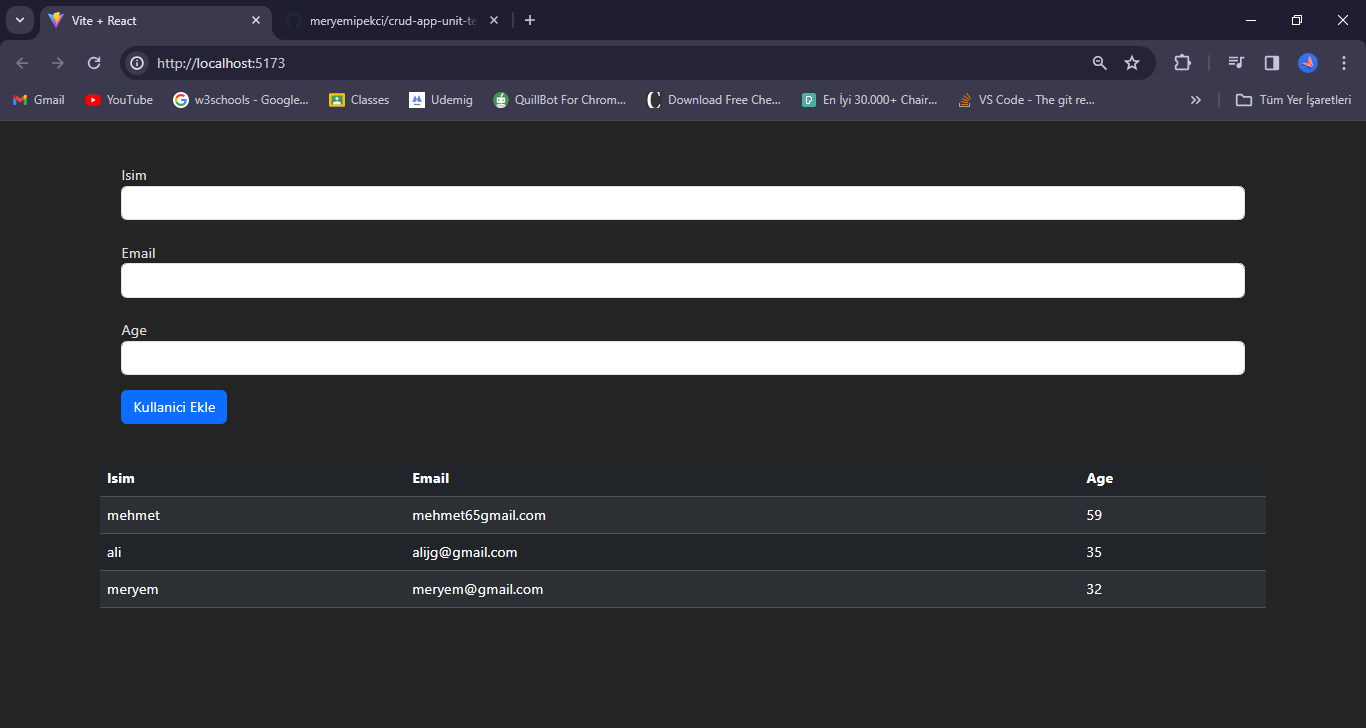 Vite + React
meryemipekci/crud-app-unit-te
http://localhost:5173
Gmail
YouTube
w3schools - Google...
Classes
Udemig
QuillBot For Chrom...
Download Free Che...
En İyi 30.000+ Chair...
VS Code - The git re...
Tüm Yer İşaretleri
Isim
Email
Age
Kullanici Ekle
Isim Email Age
mehmet mehmet65gmail.com 59
ali alijg@gmail.com 35
meryem meryem@gmail.com 32